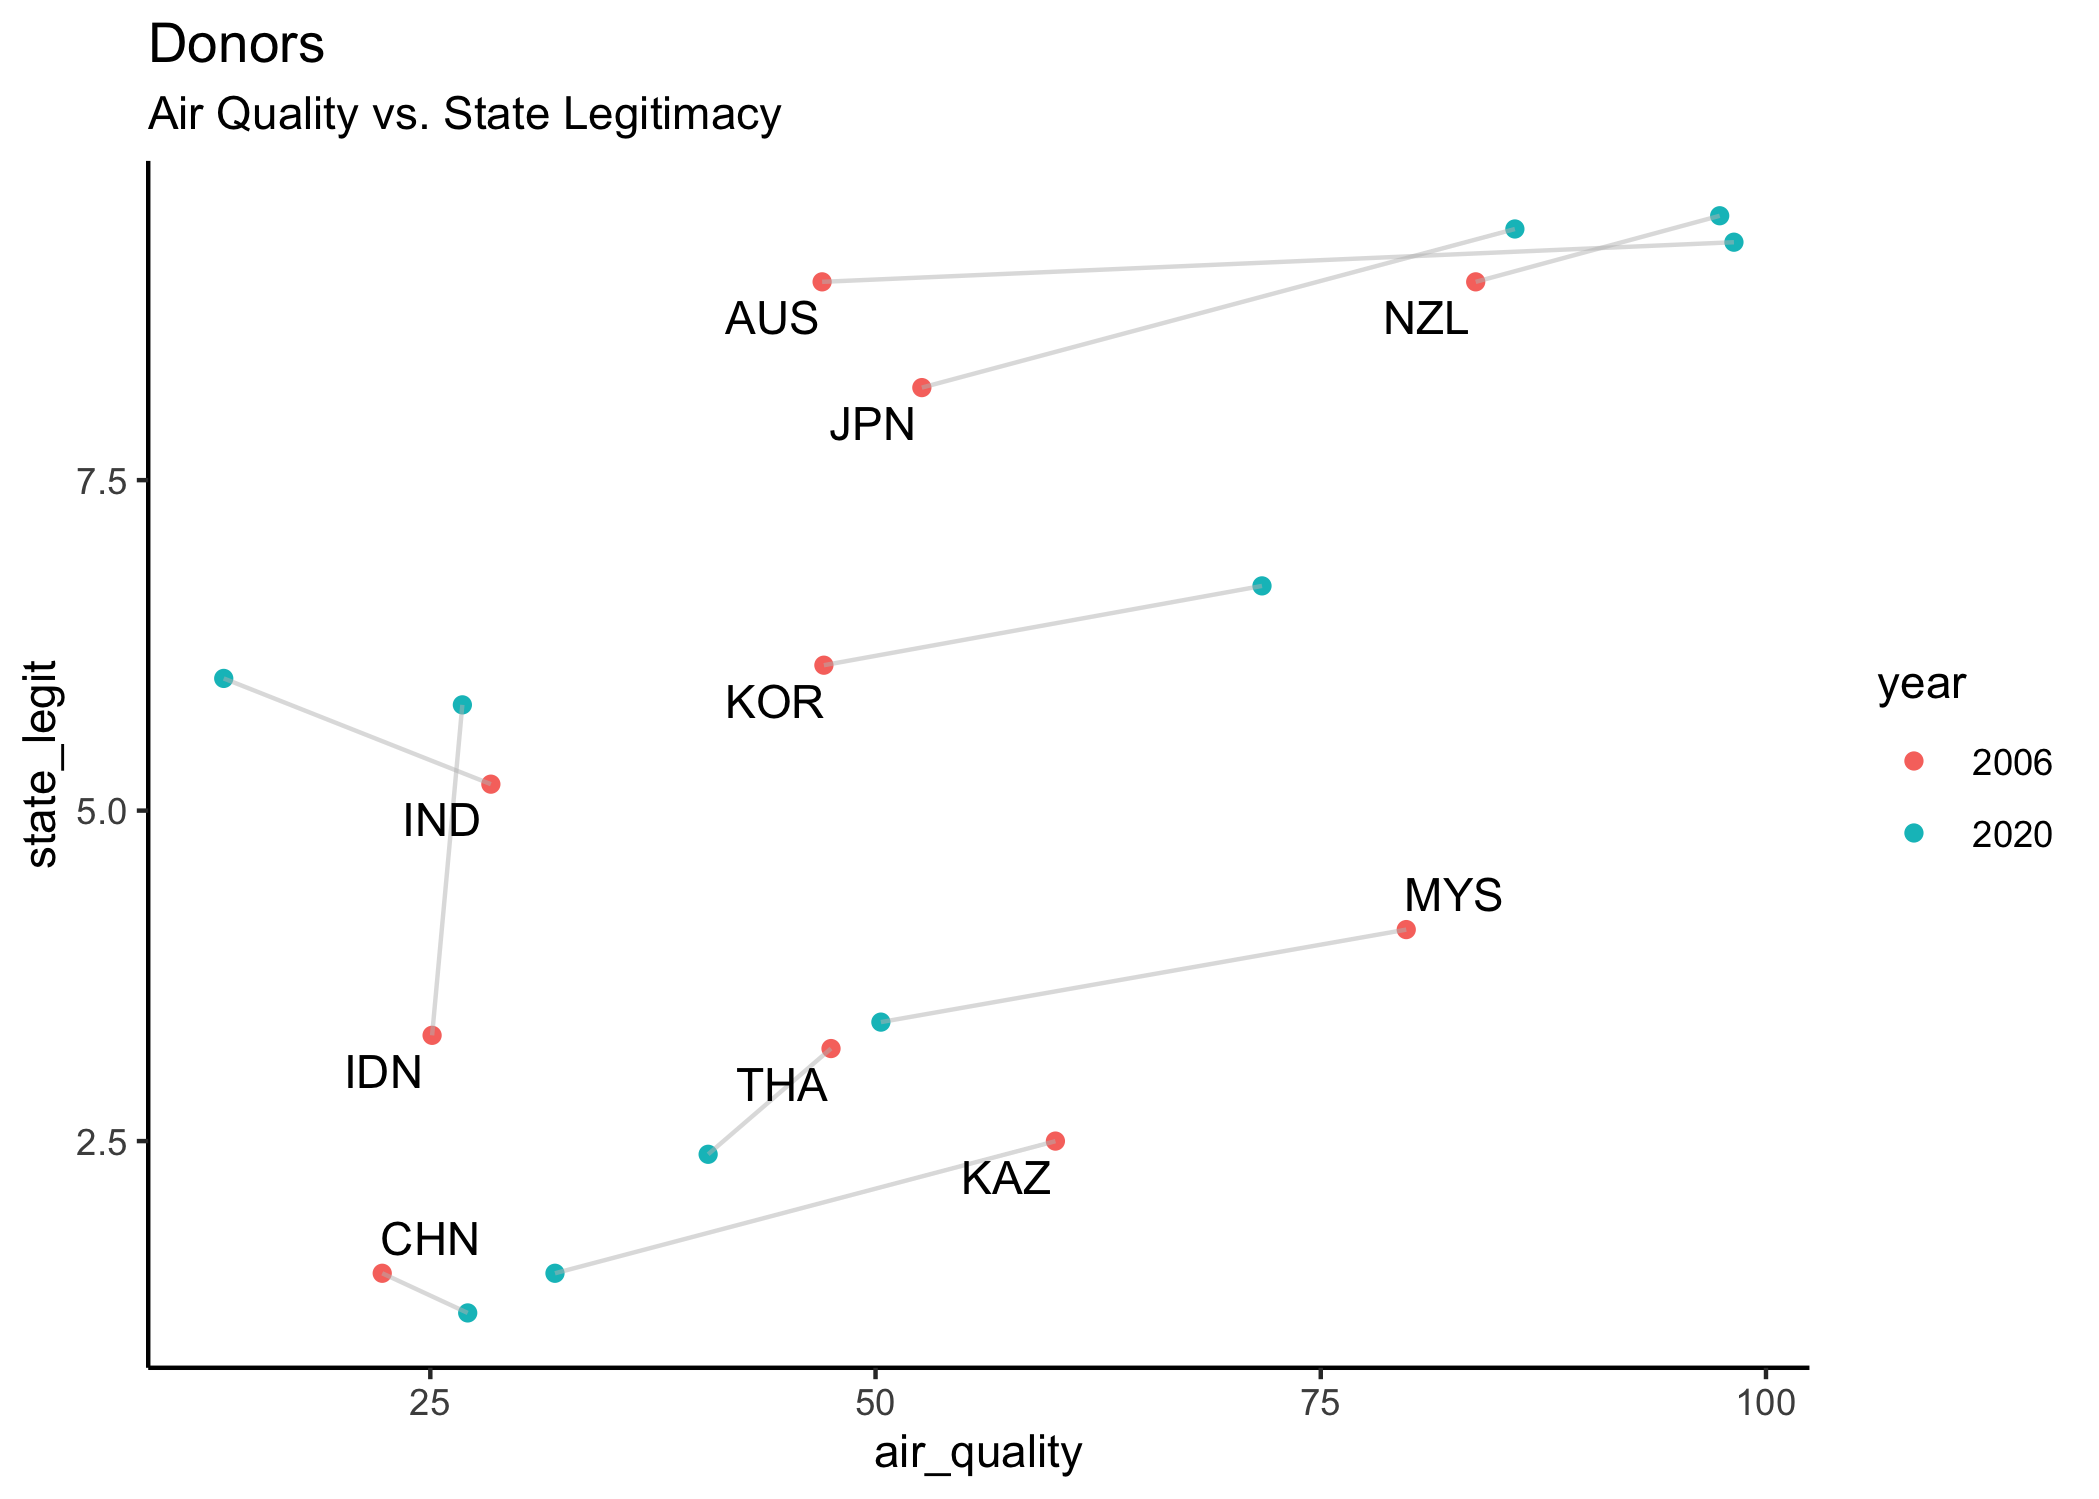 Donors
Air Quality vs. State Legitimacy
AUS
NZL
JPN
7.5
KOR
state_legit
year
2006
2020
IND
5.0
MYS
IDN
THA
2.5
KAZ
CHN
25
50
75
100
air_quality